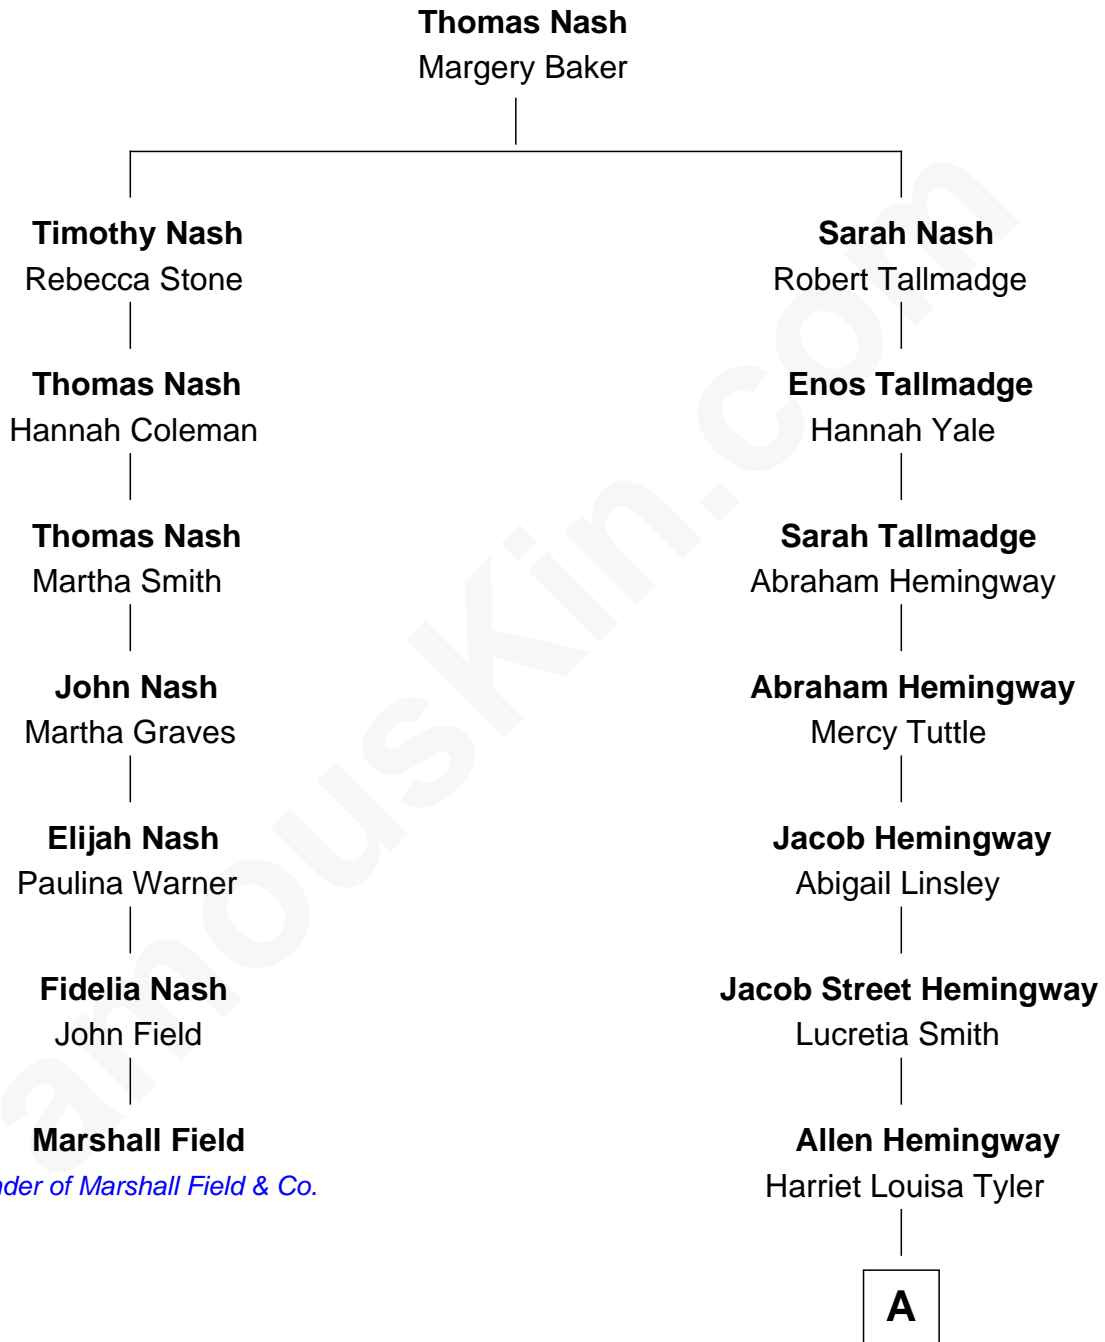 Thomas Nash
Margery Baker
Timothy Nash
Rebecca Stone
Thomas Nash
Hannah Coleman
Thomas Nash
Martha Smith
John Nash
Martha Graves
Elijah Nash
Paulina Warner
Fidelia Nash
John Field
Marshall Field
nder of Marshall Field & Co.
Sarah Nash
Robert Tallmadge
Enos Tallmadge
Hannah Yale
Sarah Tallmadge
Abraham Hemingway
Abraham Hemingway
Mercy Tuttle
Jacob Hemingway
Abigail Linsley
Jacob Street Hemingway
Lucretia Smith
Allen Hemingway
Harriet Louisa Tyler
A
amouskin.com